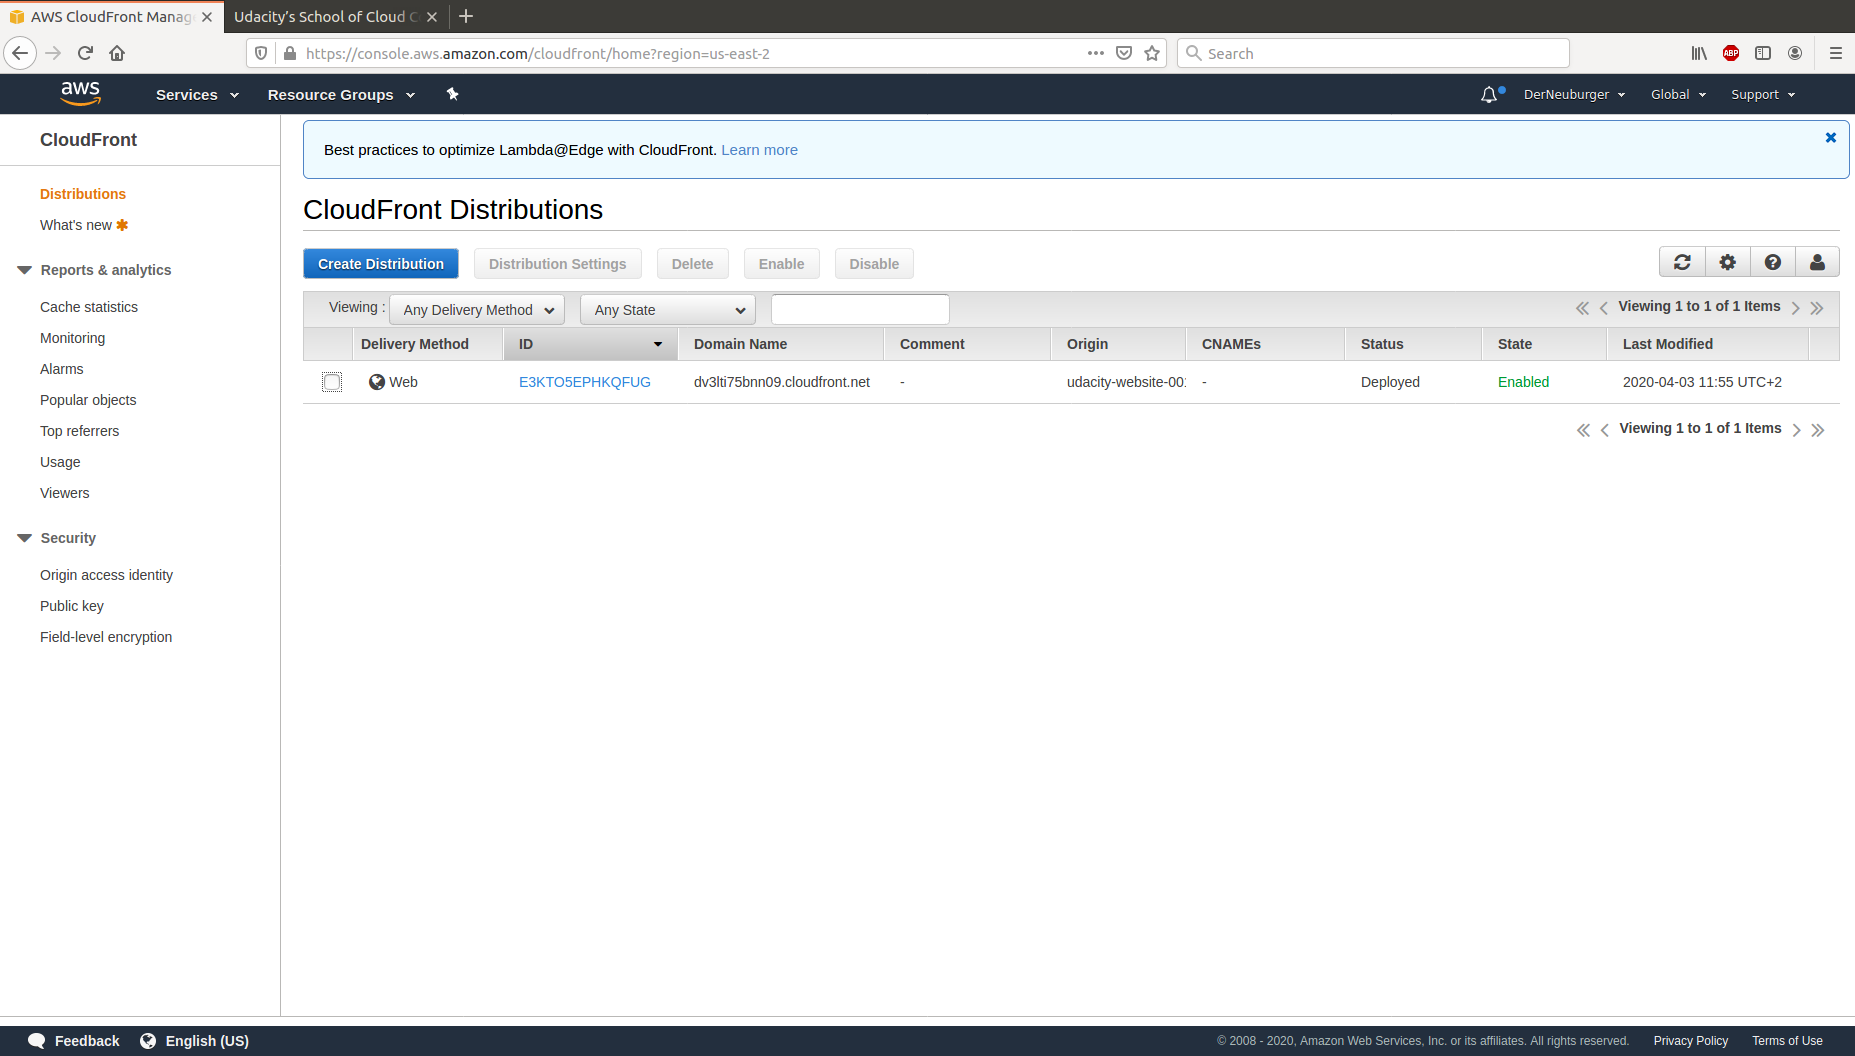 AWS CloudFront Manag
Udacity's School of Cloud C
https://console.aws.amazon.com/cloudfront/home?region=us-east-2
Search
ABP
aws
Services
Resource Groups
DerNeuburger
Global
Support
CloudFront
Distributions
What's new
Reports & analytics
Cache statistics
Monitoring
Alarms
Popular objects
Top referrers
Usage
Viewers
Security
Origin access identity
Public key
Field-level encryption
Best practices to optimize Lambda@Edge with CloudFront. Learn more
CloudFront Distributions
Create Distribution Distribution Settings Delete Enable Disable
Viewing : Any Delivery Method Any State Viewing 1 to 1 of 1 Items
Delivery Method ID Domain Name Comment Origin CNAMEs Status State Last Modified
Web E3KTO5EPHKQFUG dv3lti75bnn09.cloudfront.net - udacity-website-001 - Deployed Enabled 2020-04-03 11:55 UTC+2
Viewing 1 to 1 of 1 Items
Feedback English (US) © 2008 - 2020, Amazon Web Services, Inc. or its affiliates. All rights reserved. Privacy Policy Terms of Use